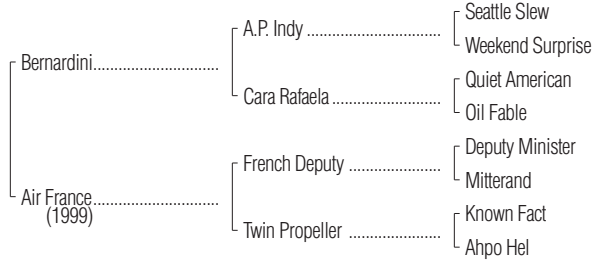 Seattle Slew
A.P. Indy ................................
Weekend Surprise
Bernardini..............................
Quiet American
Cara Rafaela ..........................
Oil Fable
Deputy Minister
French Deputy ......................
Mitterand
Air France..............................
(1999)
Known Fact
Twin Propeller ......................
Ahpo Hel